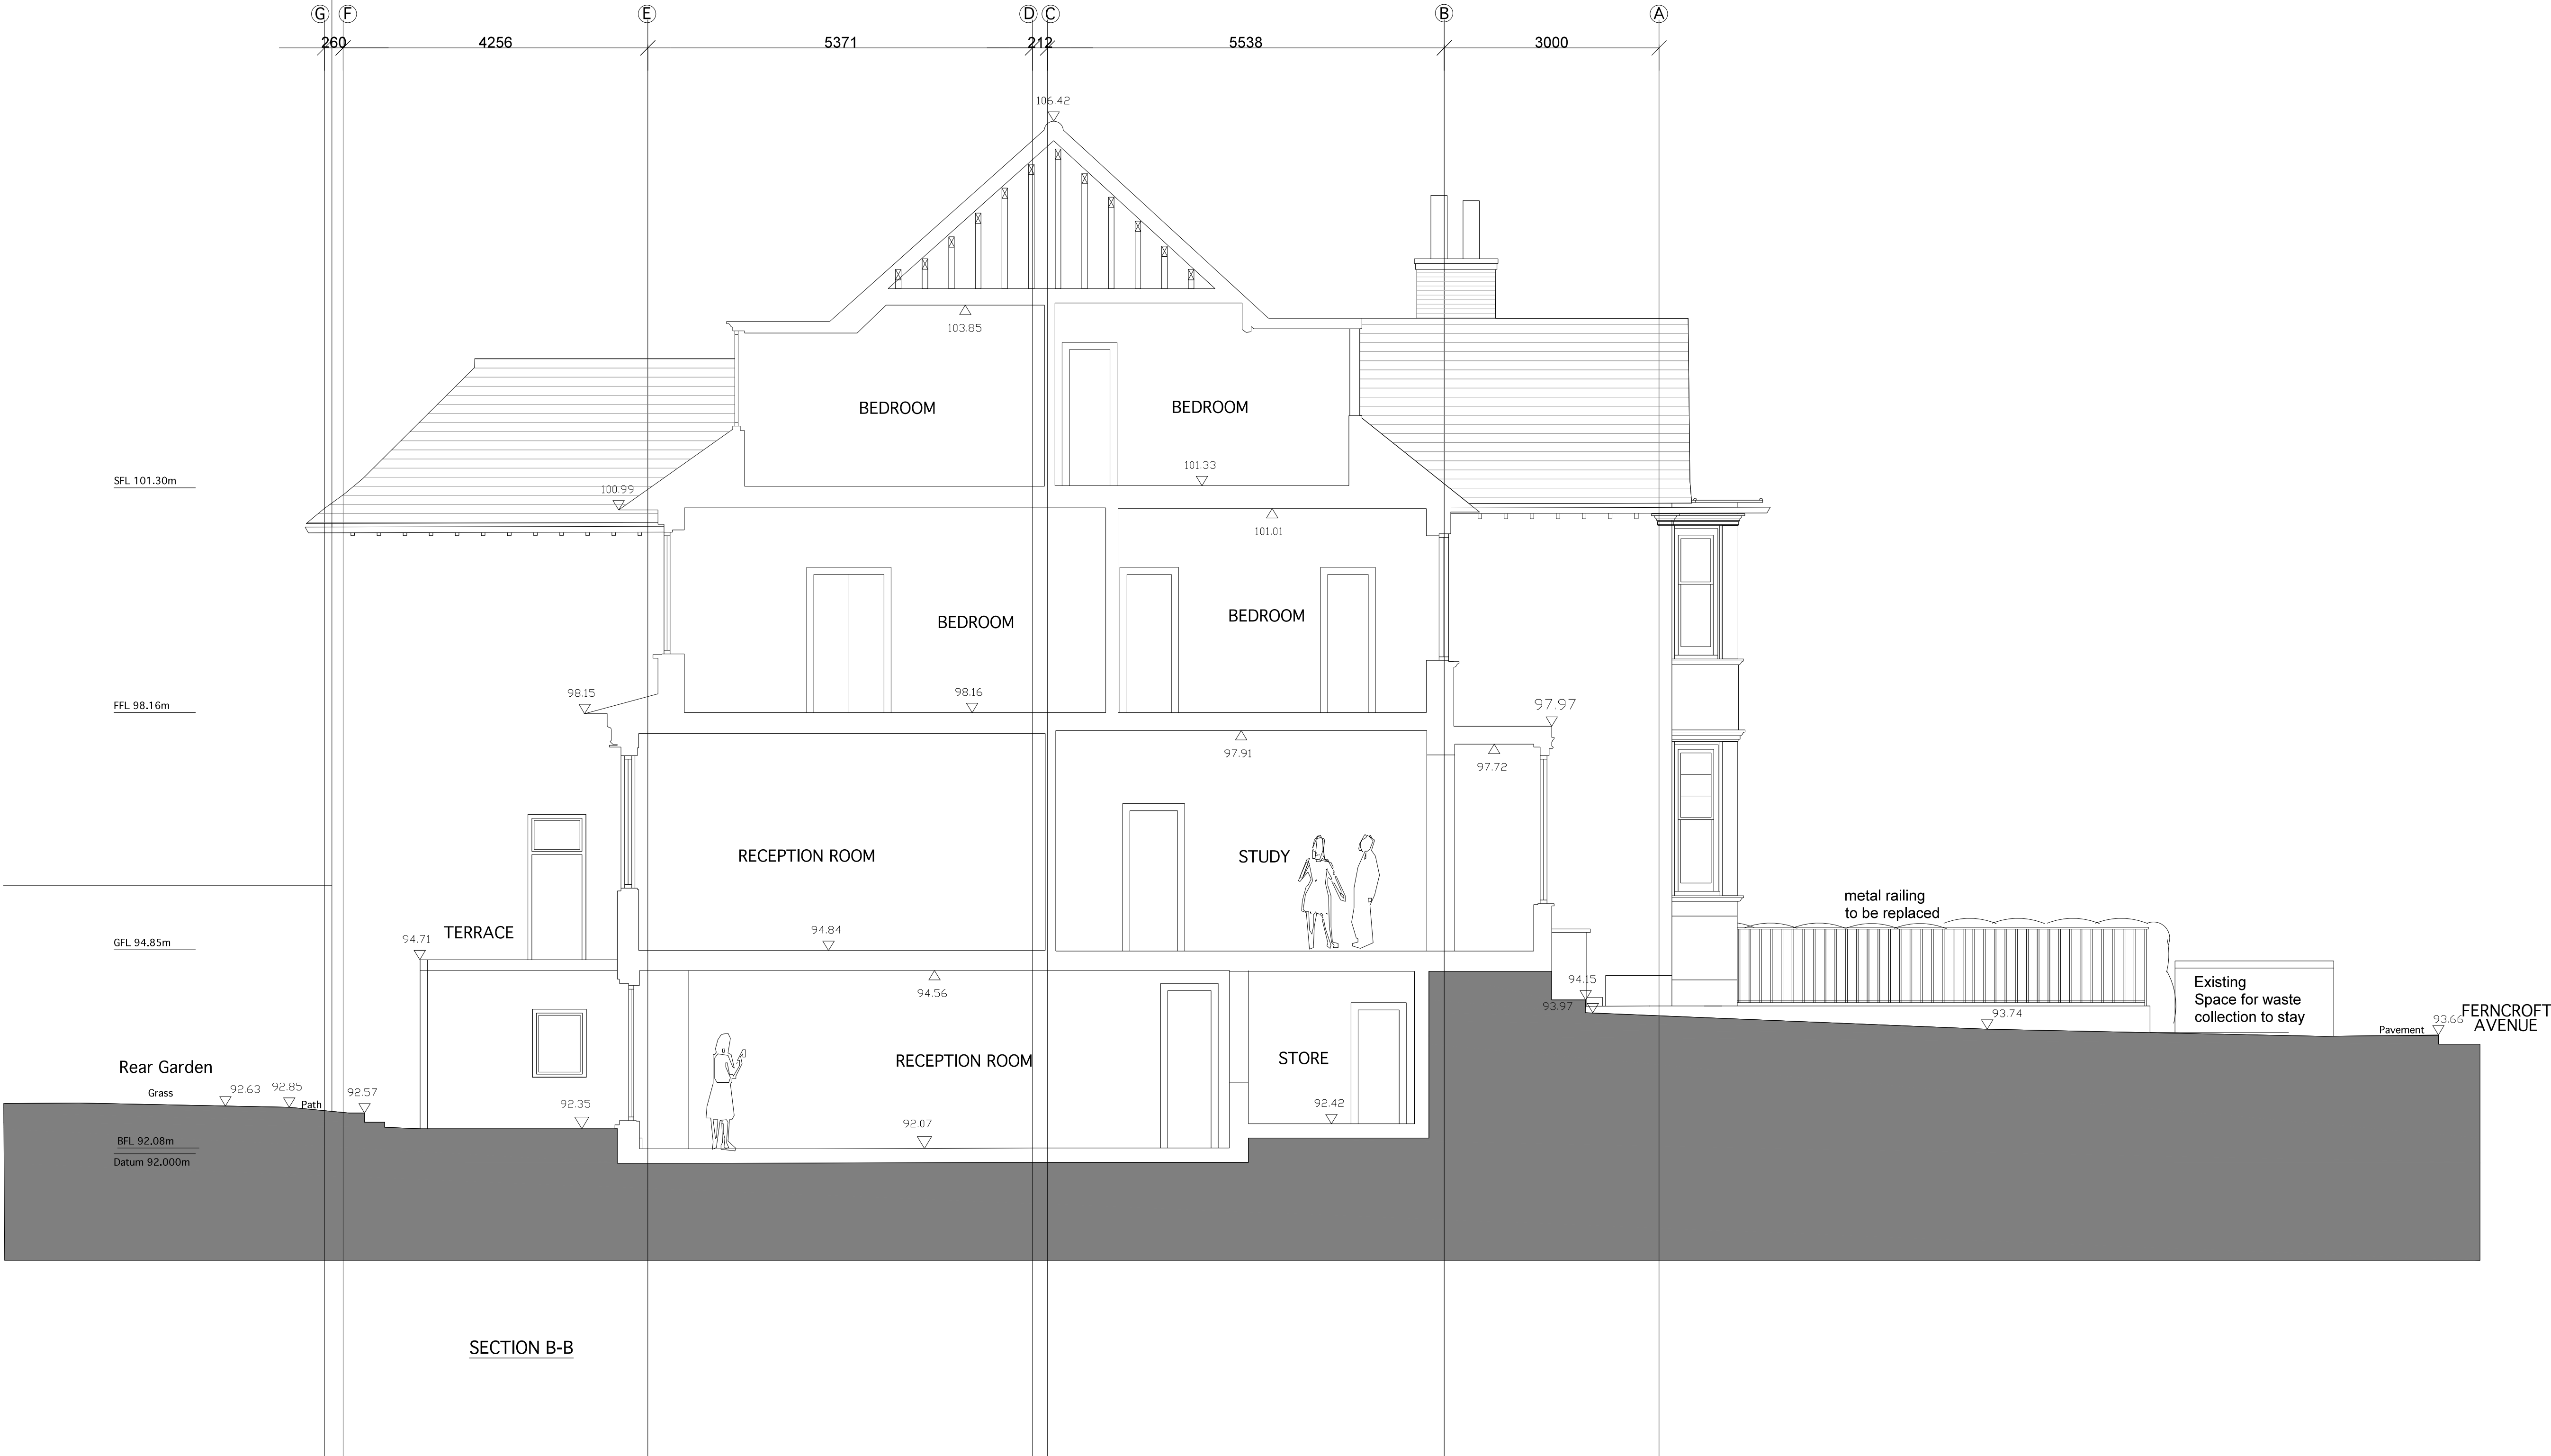 G F E D C B A
260 4256 5371 212 5538 3000
106.42
103.85
BEDROOM
BEDROOM
101.33
SFL 101.30m
100.99
101.01
BEDROOM
BEDROOM
98.15
98.16
FFL 98.16m
97.97
97.91
97.72
RECEPTION ROOM
STUDY
metal railing
to be replaced
TERRACE
94.71
94.84
GFL 94.85m
94.56
94.15
93.97
93.74
Existing
Space for waste
collection to stay
Pavement
93.66
FERNCROFT
AVENUE
RECEPTION ROOM
STORE
Rear Garden
Grass
92.63
92.85
Path
92.57
92.35
92.07
92.42
BFL 92.08m
Datum 92.000m
SECTION B-B